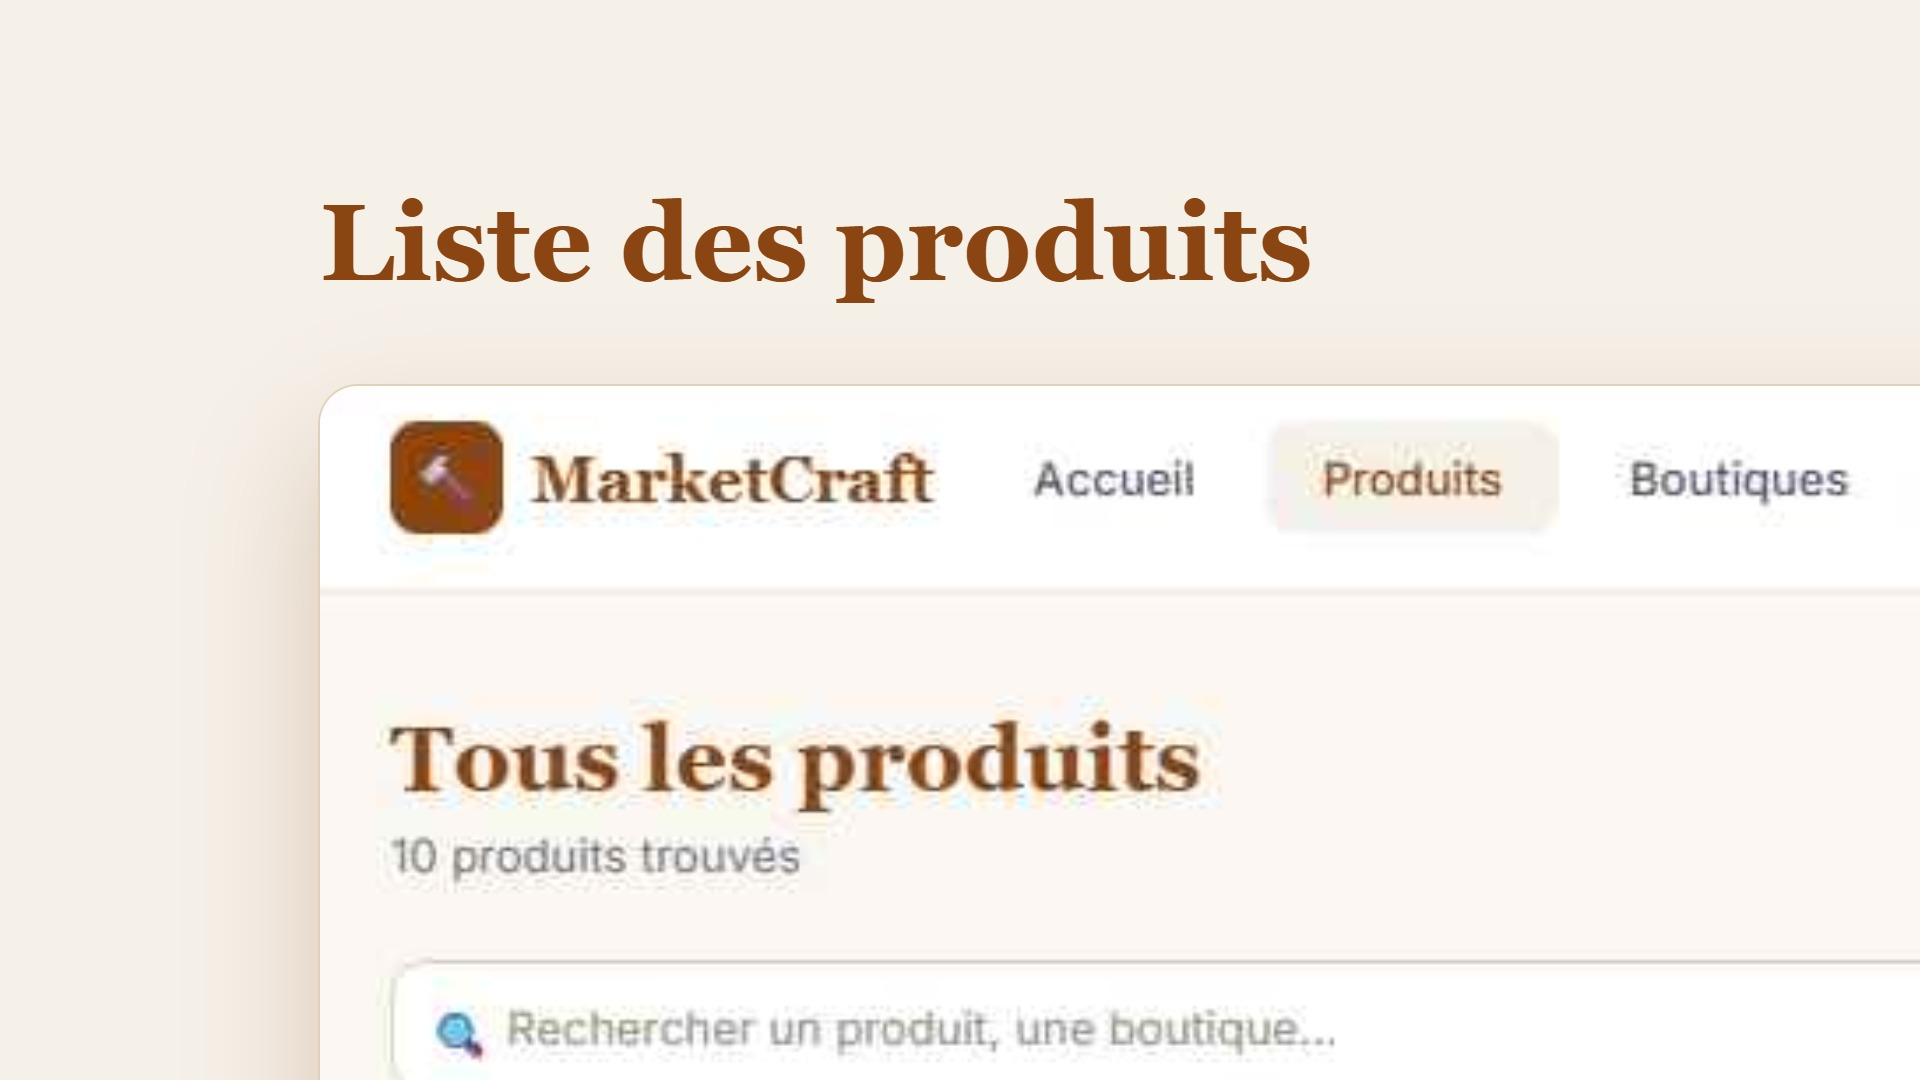 Liste des produits
MarketCraft Accueil Produits Boutiques
Tous les produits
10 produits trouvés
Rechercher un produit, une boutique...